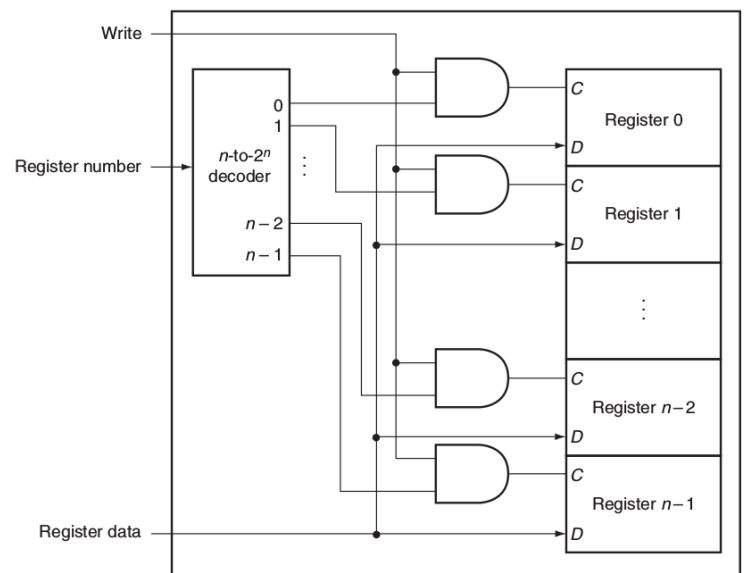 Write
C
0
Register 0
1
D
n-to-2ⁿ
decoder
⋮
Register number
C
Register 1
n – 2
D
n – 1
⋮
C
Register n – 2
D
C
Register n – 1
Register data
D